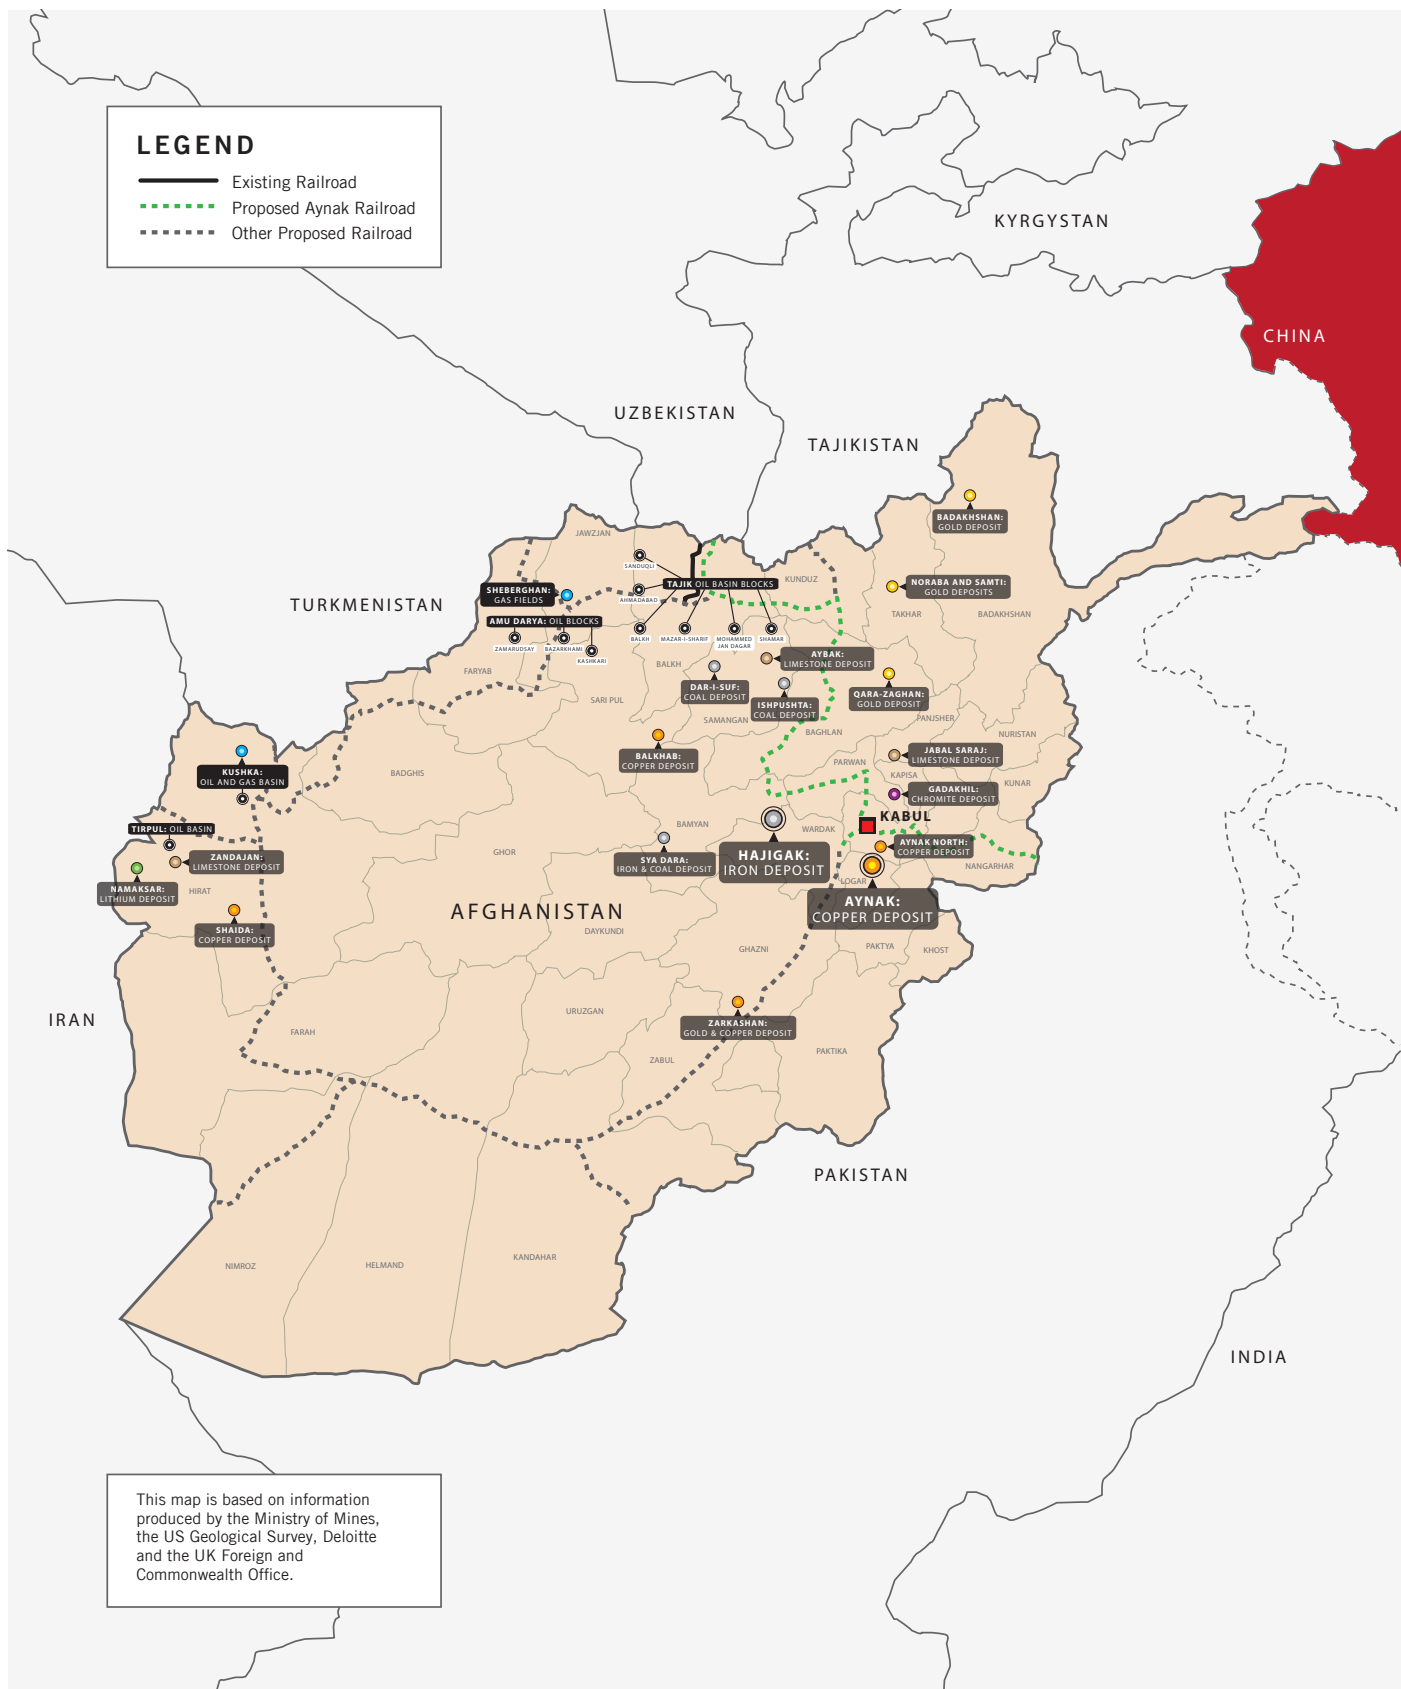 LEGEND
Existing Railroad
Proposed Aynak Railroad
Other Proposed Railroad
KYRGYSTAN
CHINA
UZBEKISTAN
TAJIKISTAN
TURKMENISTAN
BADAKHSHAN:
GOLD DEPOSIT
JAWZJAN
SANDUQLI
TAJIK OIL BASIN BLOCKS
KUNDUZ
NORABA AND SAMTI:
GOLD DEPOSITS
SHEBERGHAN:
GAS FIELDS
AHMADABAD
TAKHAR
BADAKHSHAN
AMU DARYA: OIL BLOCKS
ZAMARUDSAY
BAZARKHAMI
KASHKARI
BALKH
MAZAR-I-SHARIF
MOHAMMED
JAN DAGAR
SHAMAR
AYBAK:
LIMESTONE DEPOSIT
FARYAB
BALKH
DAR-I-SUF:
COAL DEPOSIT
SARI PUL
ISHPUSHTA:
COAL DEPOSIT
QARA-ZAGHAN:
GOLD DEPOSIT
SAMANGAN
BAGHLAN
PANJSHER
NURISTAN
BALKHAB:
COPPER DEPOSIT
JABAL SARAJ:
LIMESTONE DEPOSIT
PARWAN
KAPISA
KUNAR
KUSHKA:
OIL AND GAS BASIN
BADGHIS
GADAKHIL:
CHROMITE DEPOSIT
KABUL
TIRPUL: OIL BASIN
BAMYAN
WARDAK
AYNAK NORTH:
COPPER DEPOSIT
ZANDAJAN:
LIMESTONE DEPOSIT
GHOR
SYA DARA:
IRON & COAL DEPOSIT
HAJIGAK:
IRON DEPOSIT
NANGARHAR
NAMAKSAR:
LITHIUM DEPOSIT
HIRAT
LOGAR
AYNAK:
COPPER DEPOSIT
AFGHANISTAN
SHAIDA:
COPPER DEPOSIT
DAYKUNDI
GHAZNI
PAKTYA
KHOST
IRAN
URUZGAN
ZARKASHAN:
GOLD & COPPER DEPOSIT
FARAH
ZABUL
PAKTIKA
PAKISTAN
NIMROZ
HELMAND
KANDAHAR
INDIA
This map is based on information
produced by the Ministry of Mines,
the US Geological Survey, Deloitte
and the UK Foreign and
Commonwealth Office.